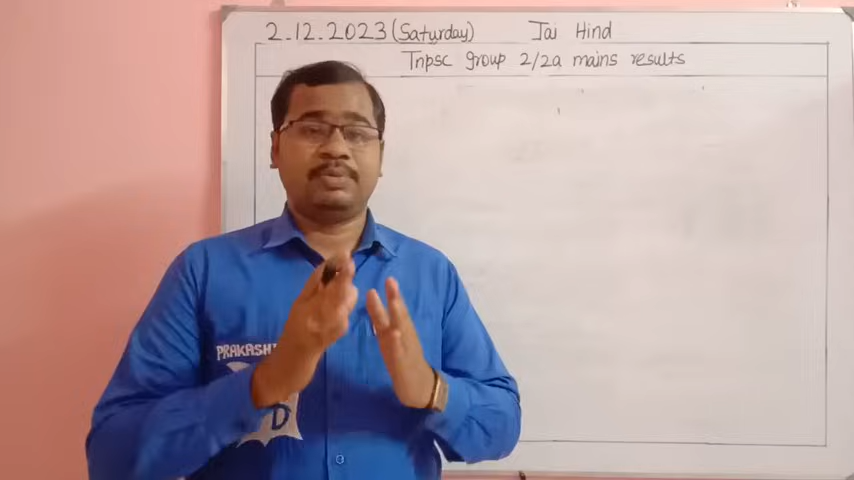 2.12.2023 (Saturday) Jai Hind
Tnpsc group 2/2a mains results
PRAKASH
D